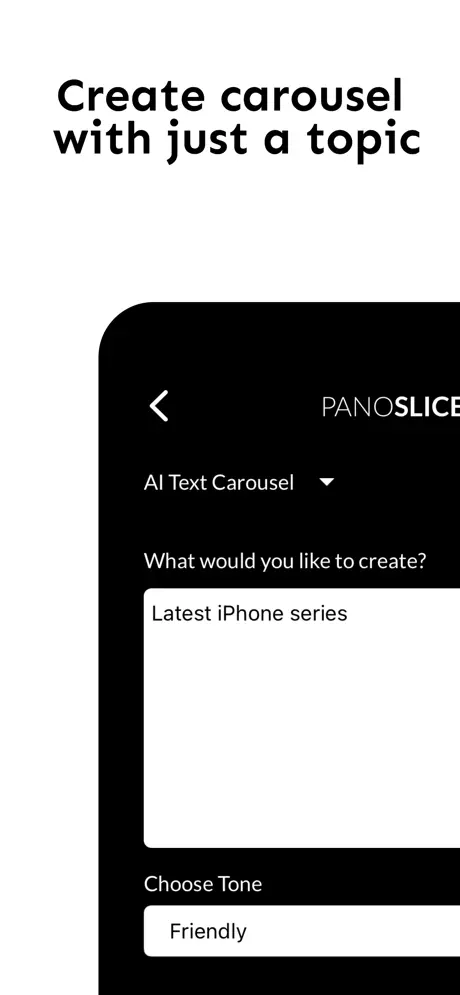 Create carousel
with just a topic
PANOSLICE
AI Text Carousel
What would you like to create?
Latest iPhone series
Choose Tone
Friendly